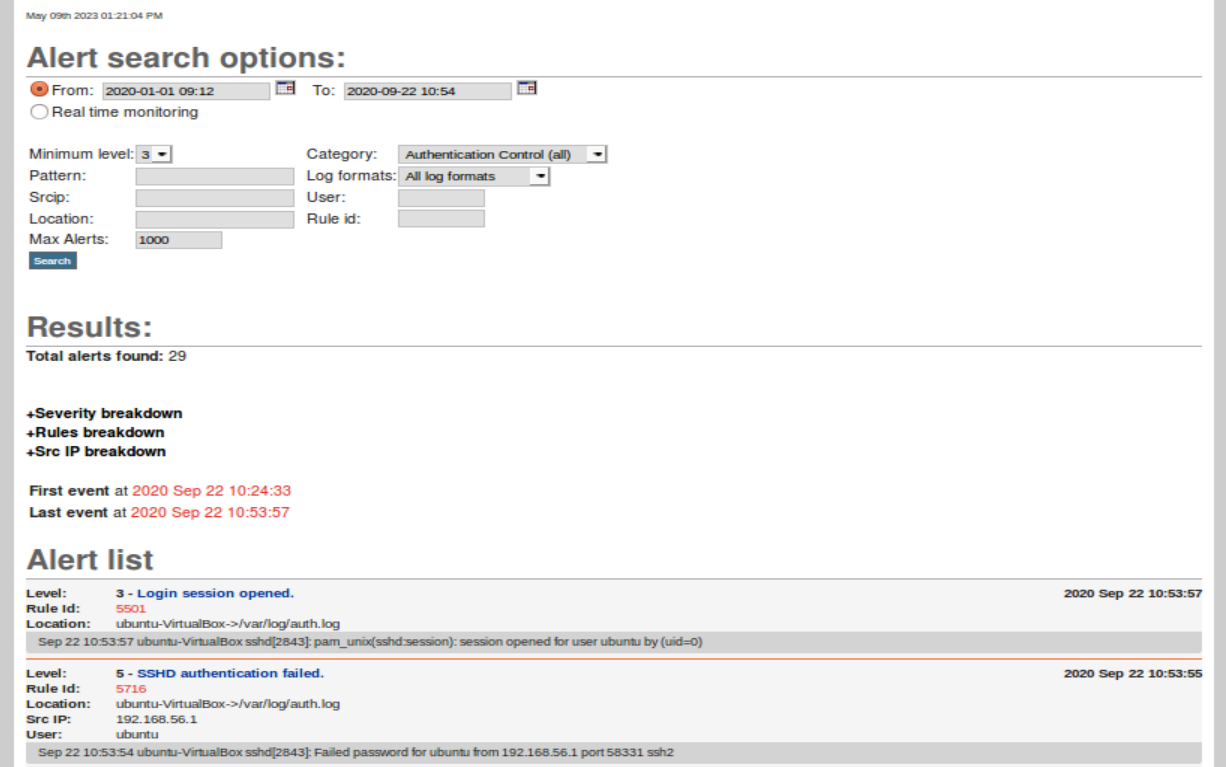 May 09th 2023 01:21:04 PM
Alert search options:
From: 2020-01-01 09:12 To: 2020-09-22 10:54
Real time monitoring
Minimum level: 3 Category: Authentication Control (all)
Pattern: Log formats: All log formats
Srcip: User:
Location: Rule id:
Max Alerts: 1000
Search
Results:
Total alerts found: 29
+Severity breakdown
+Rules breakdown
+Src IP breakdown
First event at 2020 Sep 22 10:24:33
Last event at 2020 Sep 22 10:53:57
Alert list
Level: 3 - Login session opened. 2020 Sep 22 10:53:57
Rule Id: 5501
Location: ubuntu-VirtualBox->/var/log/auth.log
Sep 22 10:53:57 ubuntu-VirtualBox sshd[2843]: pam_unix(sshd:session): session opened for user ubuntu by (uid=0)
Level: 5 - SSHD authentication failed. 2020 Sep 22 10:53:55
Rule Id: 5716
Location: ubuntu-VirtualBox->/var/log/auth.log
Src IP: 192.168.56.1
User: ubuntu
Sep 22 10:53:54 ubuntu-VirtualBox sshd[2843]: Failed password for ubuntu from 192.168.56.1 port 58331 ssh2